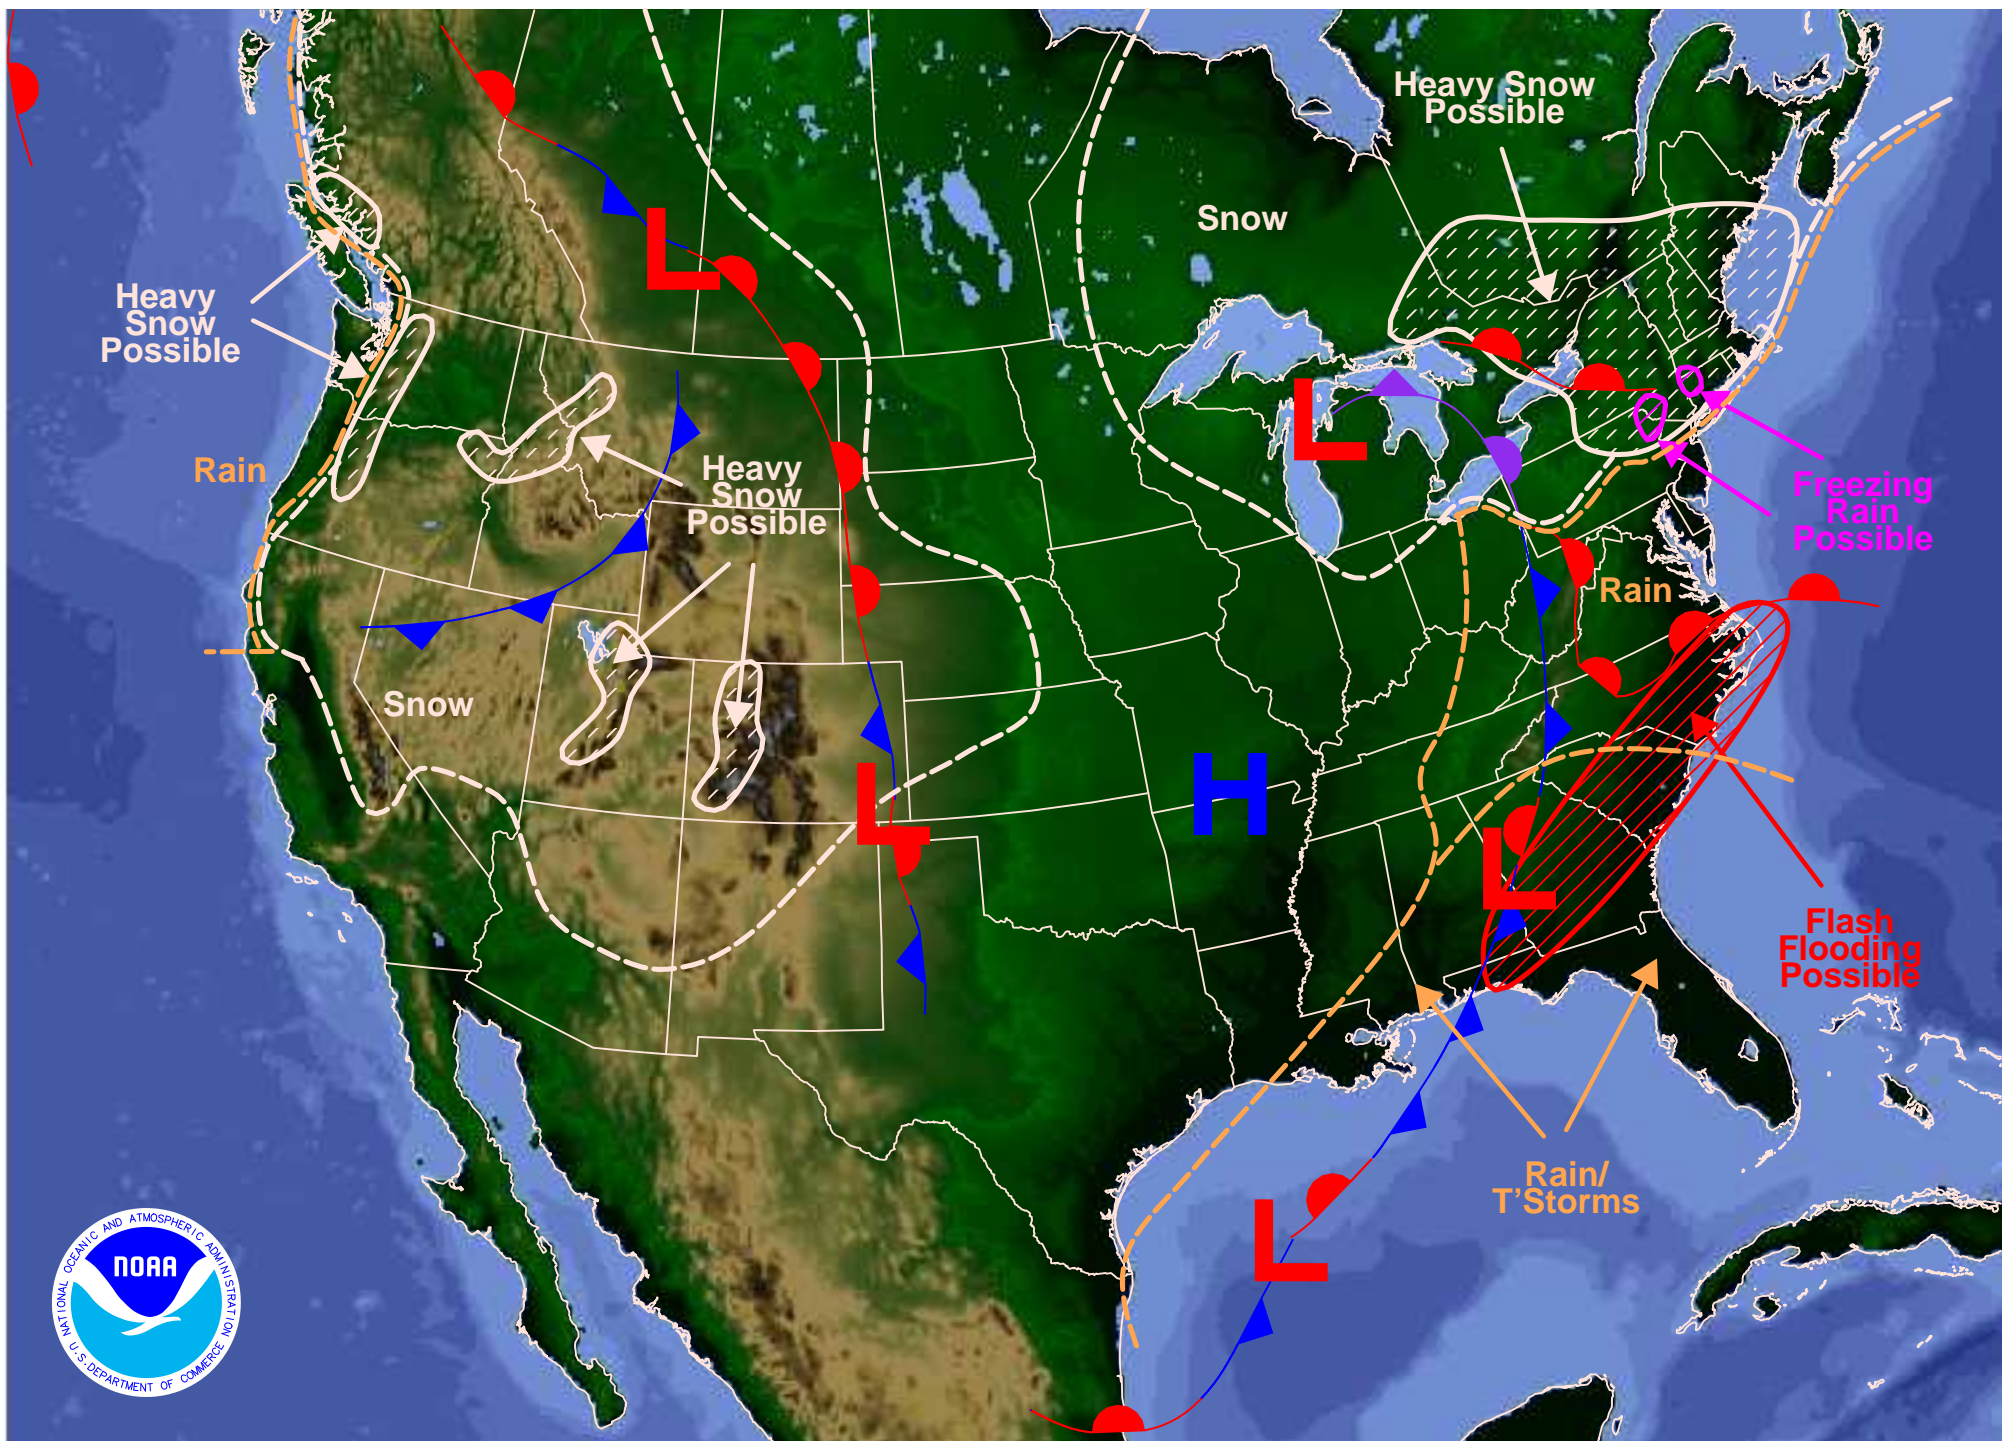 Heavy Snow
Possible
Snow
L
Heavy
Snow
Possible
L
Rain
Heavy
Snow
Possible
Freezing
Rain
Possible
Rain
Snow
H
L
L
Flash
Flooding
Possible
Rain/
T'Storms
L
NATIONAL OCEANIC AND ATMOSPHERIC ADMINISTRATION
NOAA
U.S. DEPARTMENT OF COMMERCE